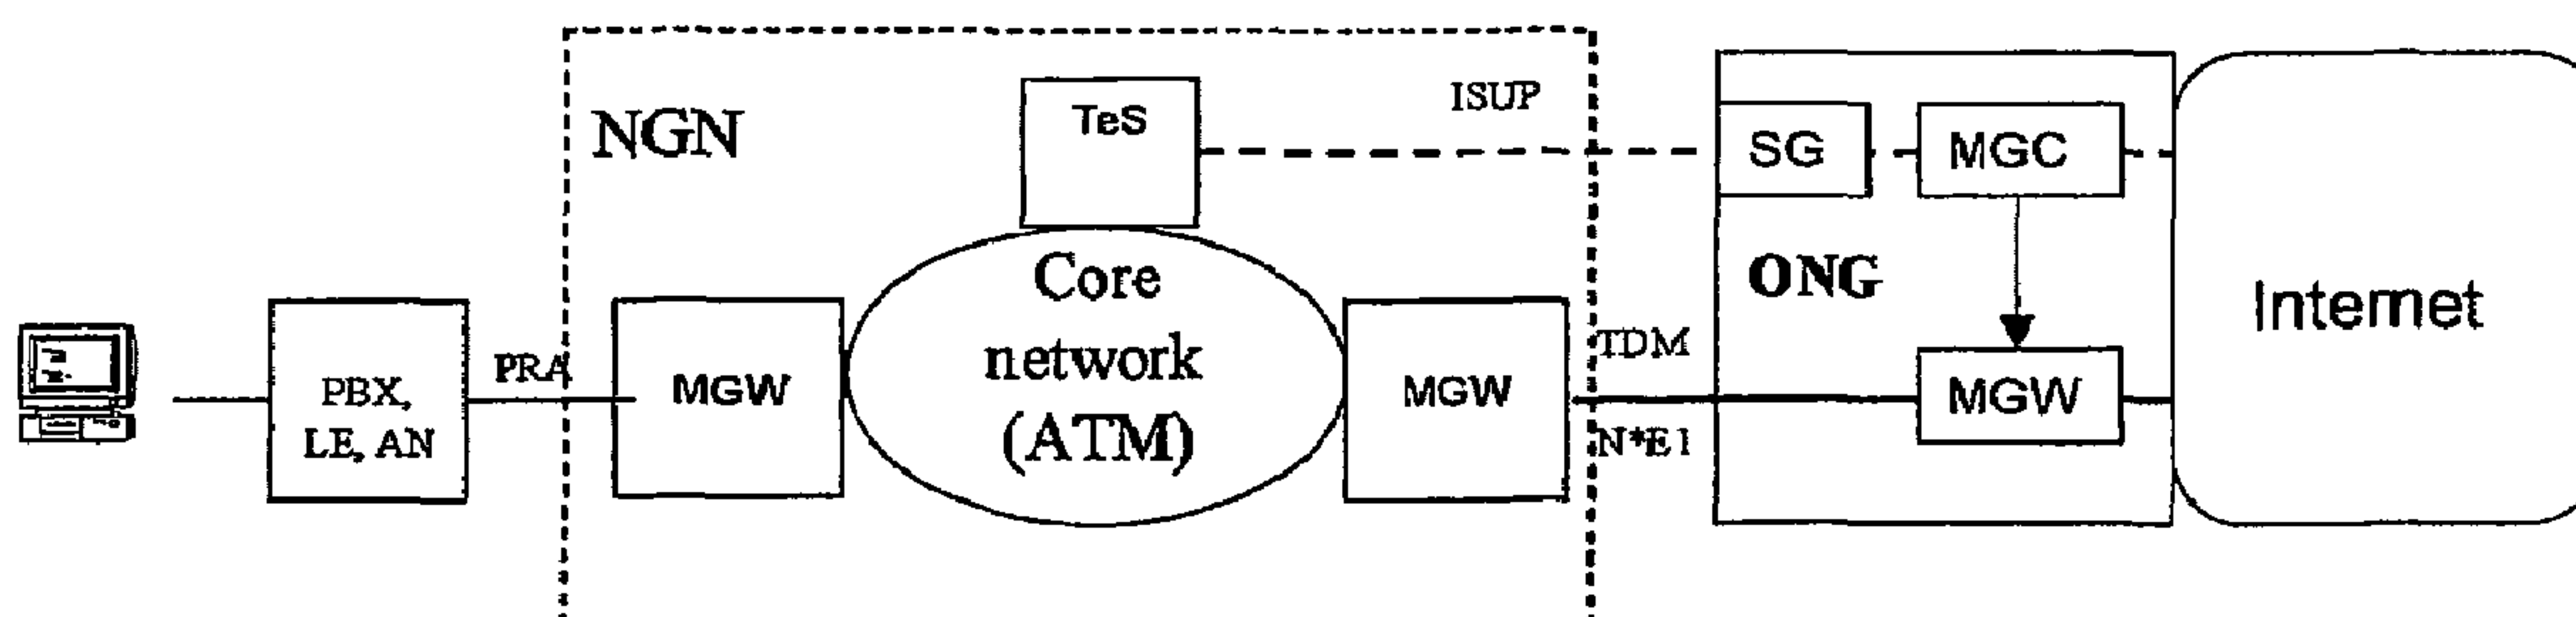 NGN
TeS
ISUP
SG
MGC
Core
network
(ATM)
ONG
Internet
PBX,
LE, AN
PRA
MGW
MGW
TDM
N*E1
MGW